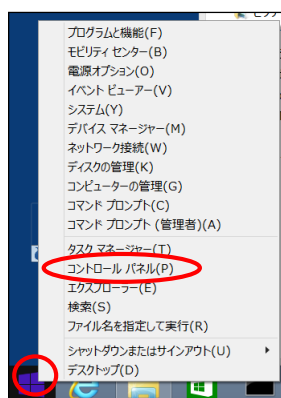 プログラムと機能(F)
モビリティ センター(B)
電源オプション(O)
イベント ビューアー(V)
システム(Y)
デバイス マネージャー(M)
ネットワーク接続(W)
ディスクの管理(K)
コンピューターの管理(G)
コマンド プロンプト(C)
コマンド プロンプト (管理者)(A)
タスク マネージャー(T)
コントロール パネル(P)
エクスプローラー(E)
検索(S)
ファイル名を指定して実行(R)
シャットダウンまたはサインアウト(U)
デスクトップ(D)